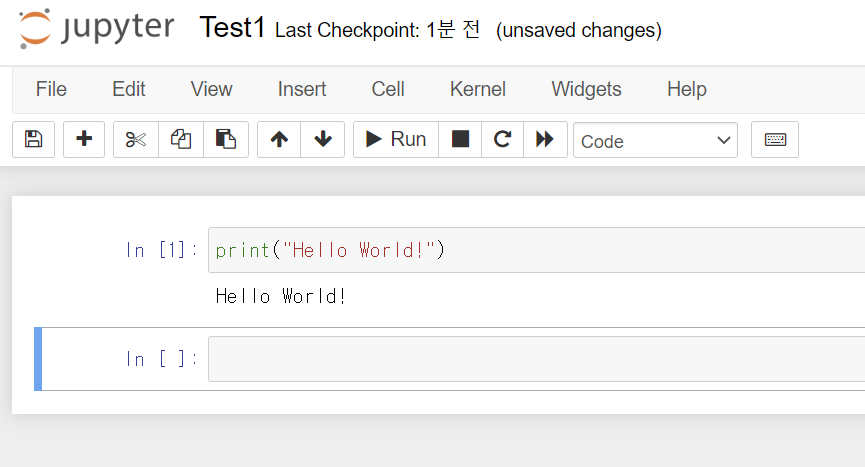 jupyter Test1 Last Checkpoint: 1분 전 (unsaved changes)
File Edit View Insert Cell Kernel Widgets Help
Run Code
In [1]: print("Hello World!")
Hello World!
In [ ]: